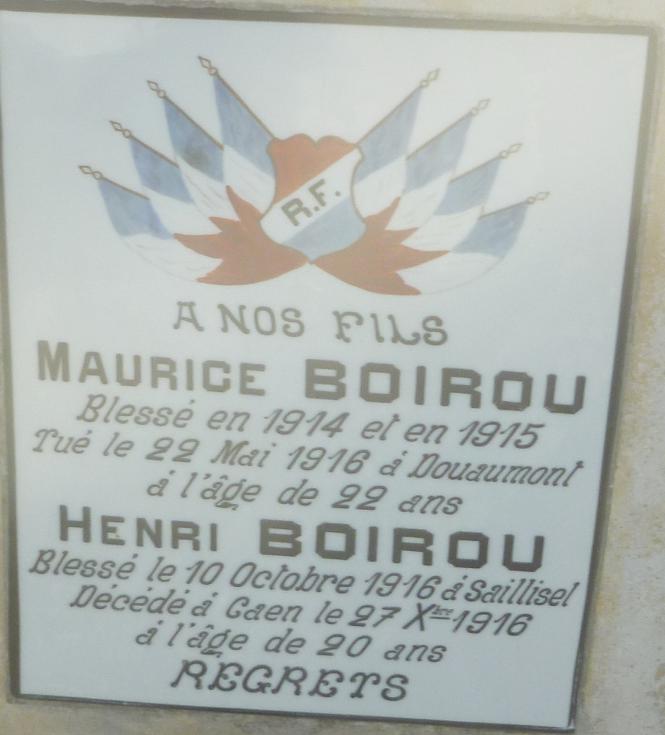 R.F.
A NOS FILS
MAURICE BOIROU
Blessé en 1914 et en 1915
Tué le 22 Mai 1916 à Douaumont
à l'âge de 22 ans
HENRI BOIROU
Blessé le 10 Octobre 1916 à Saillisel
Décédé à Caen le 27 Xbre 1916
à l'âge de 20 ans
REGRETS